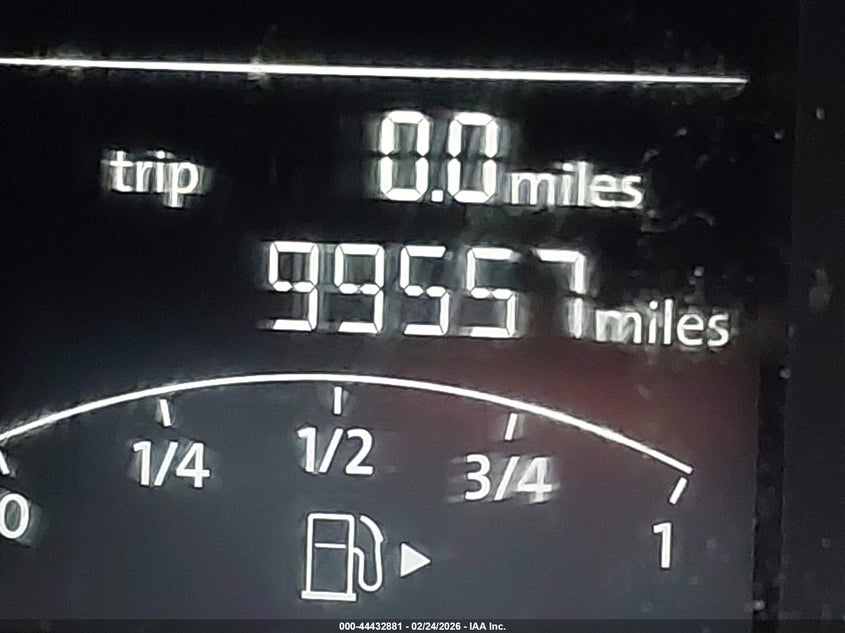 trip 0.0 miles
99557 miles
0 1/4 1/2 3/4 1
000-44432881 - 02/24/2026 - IAA Inc.